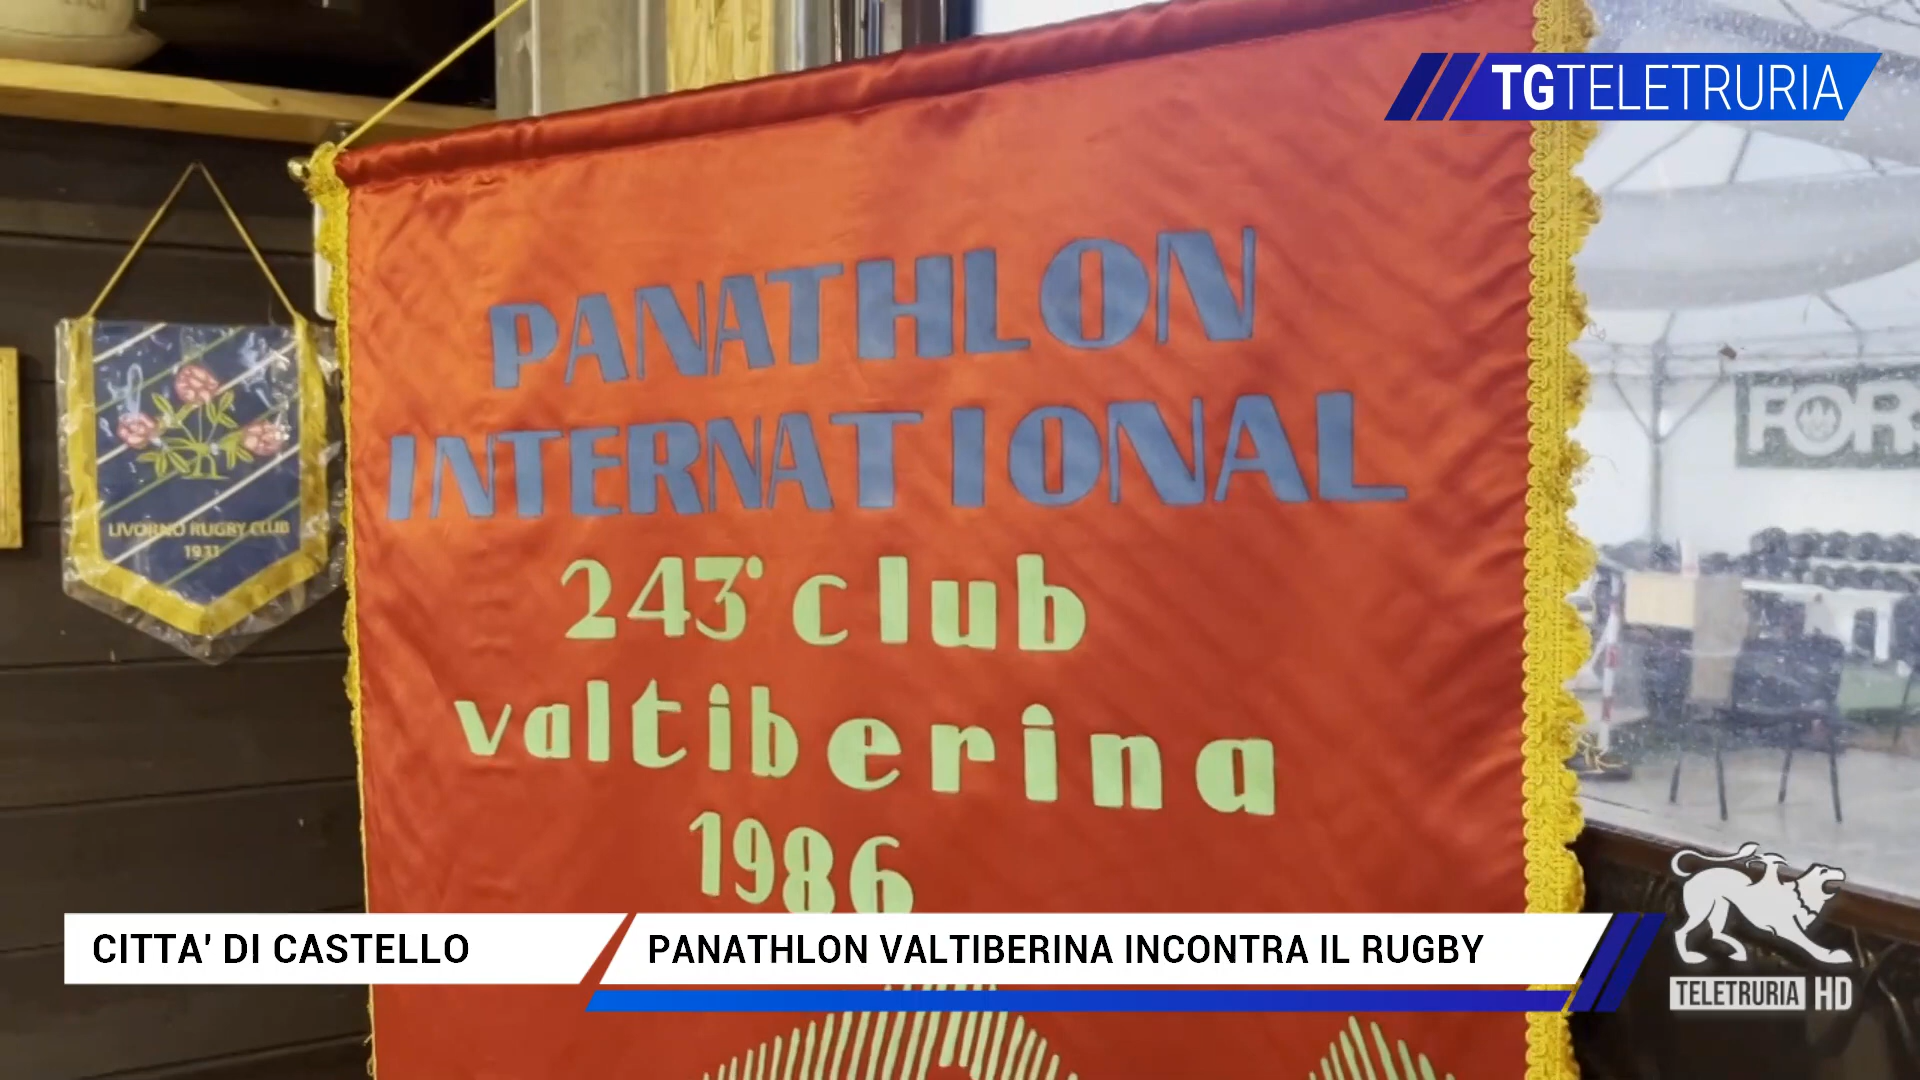 TGTELETRURIA
PANATHLON
INTERNATIONAL
243° club
valtiberina
1986
LIVORNO RUGBY CLUB
1931
CITTA' DI CASTELLO
PANATHLON VALTIBERINA INCONTRA IL RUGBY
TELETRURIA HD